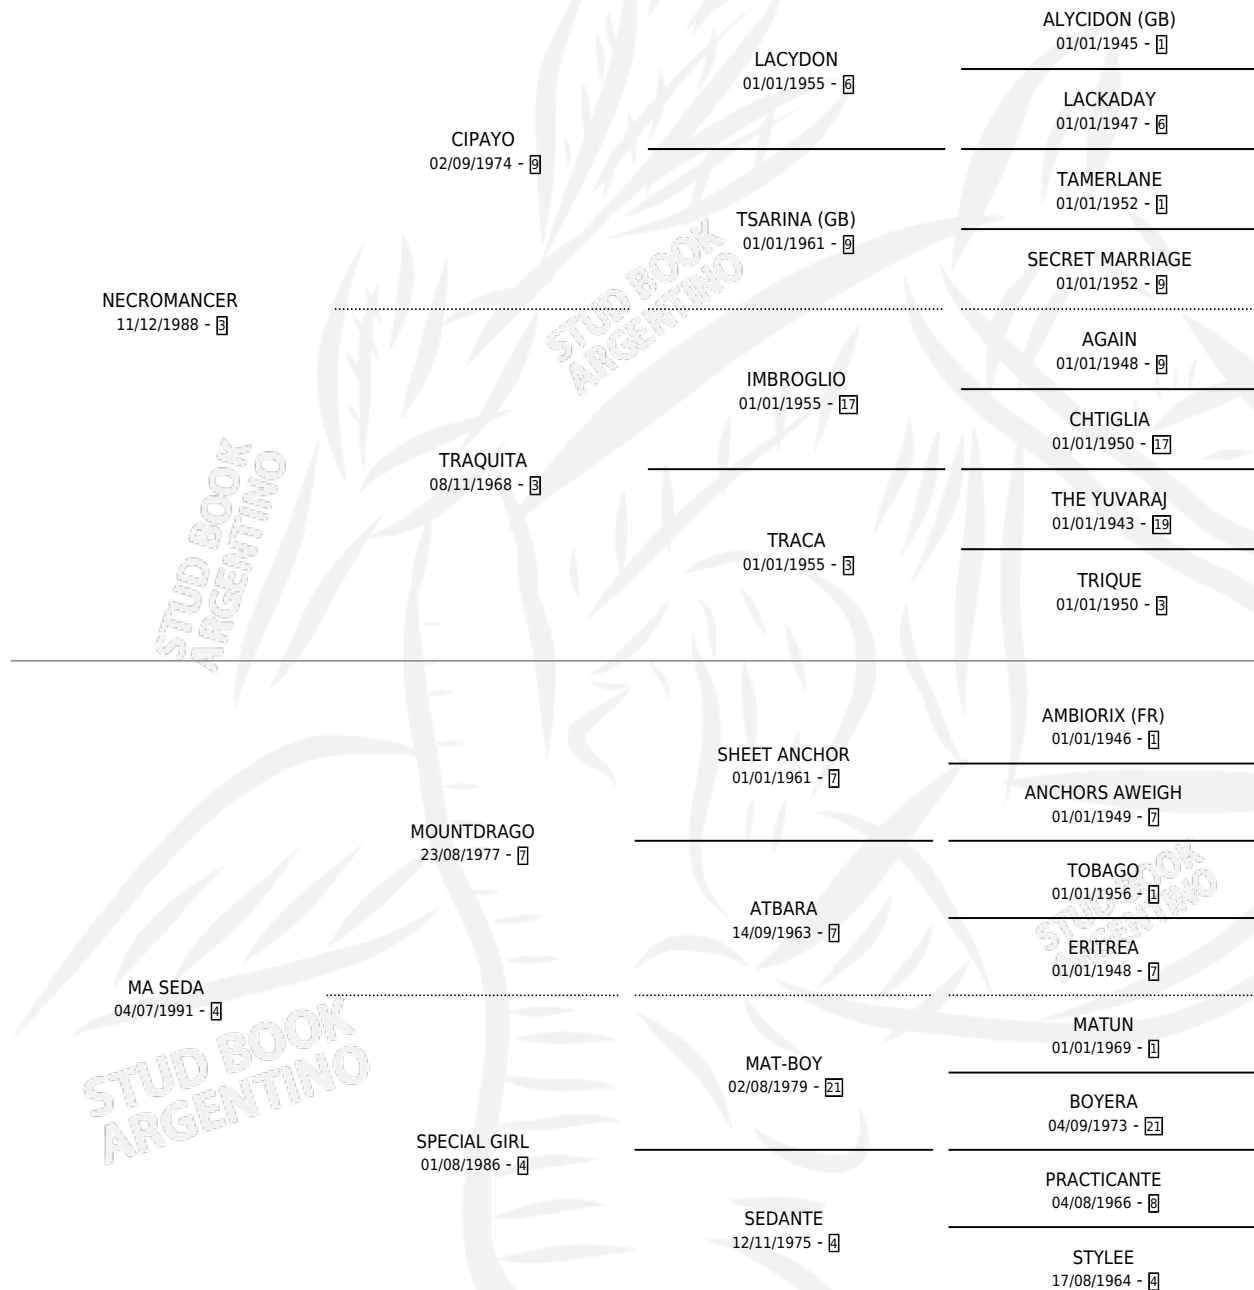 ALYCIDON (GB)
01/01/1945 - 1
LACYDON
01/01/1955 - 6
LACKADAY
01/01/1947 - 6
CIPAYO
02/09/1974 - 9
TAMERLANE
01/01/1952 - 1
TSARINA (GB)
01/01/1961 - 9
SECRET MARRIAGE
01/01/1952 - 9
NECROMANCER
11/12/1988 - 3
AGAIN
01/01/1948 - 9
IMBROGLIO
01/01/1955 - 17
CHTIGLIA
01/01/1950 - 17
TRAQUITA
08/11/1968 - 3
THE YUVARAJ
01/01/1943 - 19
TRACA
01/01/1955 - 3
TRIQUE
01/01/1950 - 3
AMBIORIX (FR)
01/01/1946 - 1
SHEET ANCHOR
01/01/1961 - 7
ANCHORS AWEIGH
01/01/1949 - 7
MOUNTDRAGO
23/08/1977 - 7
TOBAGO
01/01/1956 - 1
ATBARA
14/09/1963 - 7
ERITREA
01/01/1948 - 7
MA SEDA
04/07/1991 - 4
MATUN
01/01/1969 - 1
MAT-BOY
02/08/1979 - 21
BOYERA
04/09/1973 - 21
SPECIAL GIRL
01/08/1986 - 4
PRACTICANTE
04/08/1966 - 8
SEDANTE
12/11/1975 - 4
STYLEE
17/08/1964 - 4
STUD BOOK
ARGENTINO
STUD BOOK
ARGENTINO
STUD BOOK
ARGENTINO
STUD BOOK
ARGENTINO